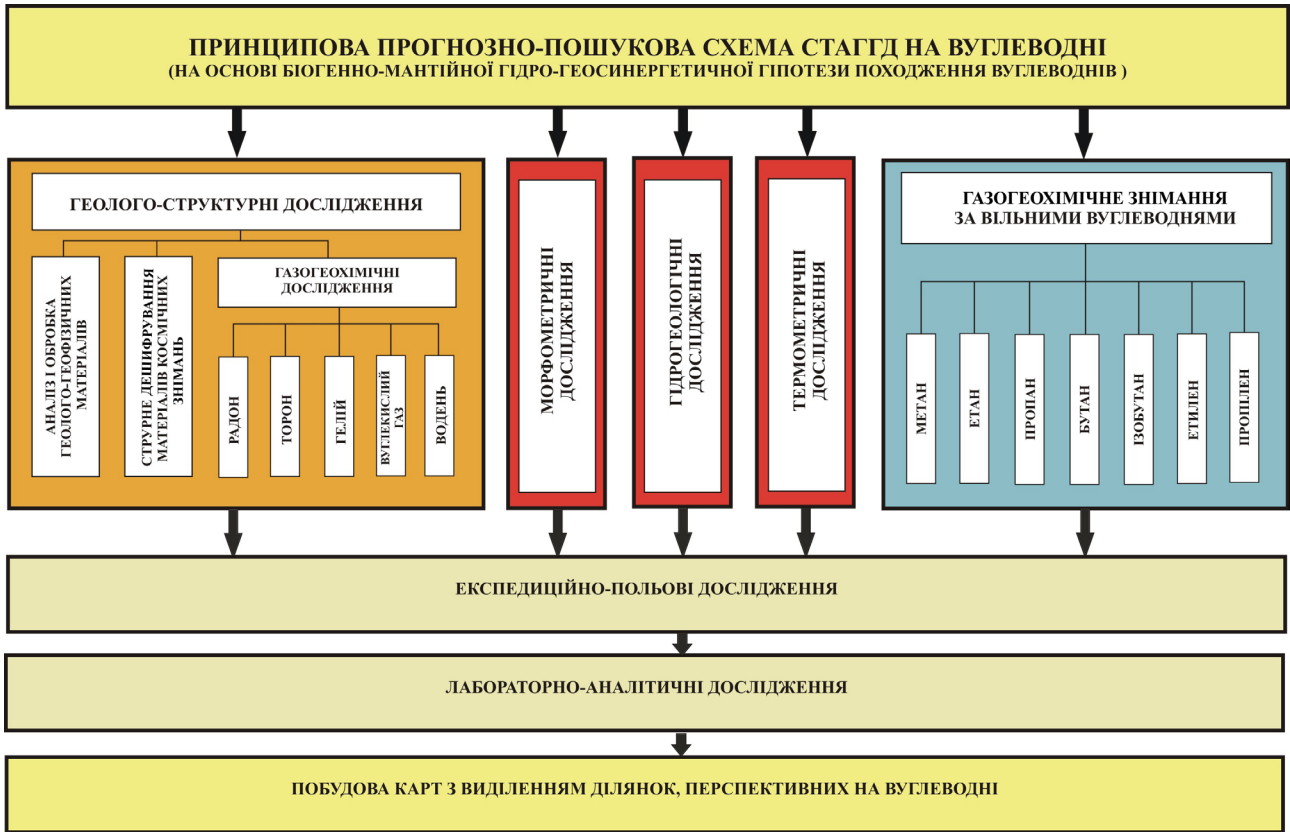 ПРИНЦИПОВА ПРОГНОЗНО-ПОШУКОВА СХЕМА СТАГГД НА ВУГЛЕВОДНІ
(НА ОСНОВІ БІОГЕННО-МАНТІЙНОЇ ГІДРО-ГЕОСИНЕРГЕТИЧНОЇ ГІПОТЕЗИ ПОХОДЖЕННЯ ВУГЛЕВОДНІВ )
ГЕОЛОГО-СТРУКТУРНІ ДОСЛІДЖЕННЯ
АНАЛІЗ І ОБРОБКА
ГЕОЛОГО-ГЕОФИЗИЧНИХ
МАТЕРІАЛІВ
СТРУРНЕ ДЕШИФРУВАННЯ
МАТЕРІАЛІВ КОСМІЧНИХ
ЗНІМАНЬ
ГАЗОГЕОХІМІЧНІ
ДОСЛІДЖЕННЯ
РАДОН
ТОРОН
ГЕЛІЙ
ВУГЛЕКИСЛИЙ
ГАЗ
ВОДЕНЬ
МОРФОМЕТРИЧНІ
ДОСЛІДЖЕННЯ
ГІДРОГЕОЛОГІЧНІ
ДОСЛІДЖЕННЯ
ТЕРМОМЕТРИЧНІ
ДОСЛІДЖЕННЯ
ГАЗОГЕОХІМІЧНЕ ЗНІМАННЯ
ЗА ВІЛЬНИМИ ВУГЛЕВОДНЯМИ
МЕТАН
ЕТАН
ПРОПАН
БУТАН
ІЗОБУТАН
ЕТИЛЕН
ПРОПІЛЕН
ЕКСПЕДИЦІЙНО-ПОЛЬОВІ ДОСЛІДЖЕННЯ
ЛАБОРАТОРНО-АНАЛІТИЧНІ ДОСЛІДЖЕННЯ
ПОБУДОВА КАРТ З ВИДІЛЕННЯМ ДІЛЯНОК, ПЕРСПЕКТИВНИХ НА ВУГЛЕВОДНІ